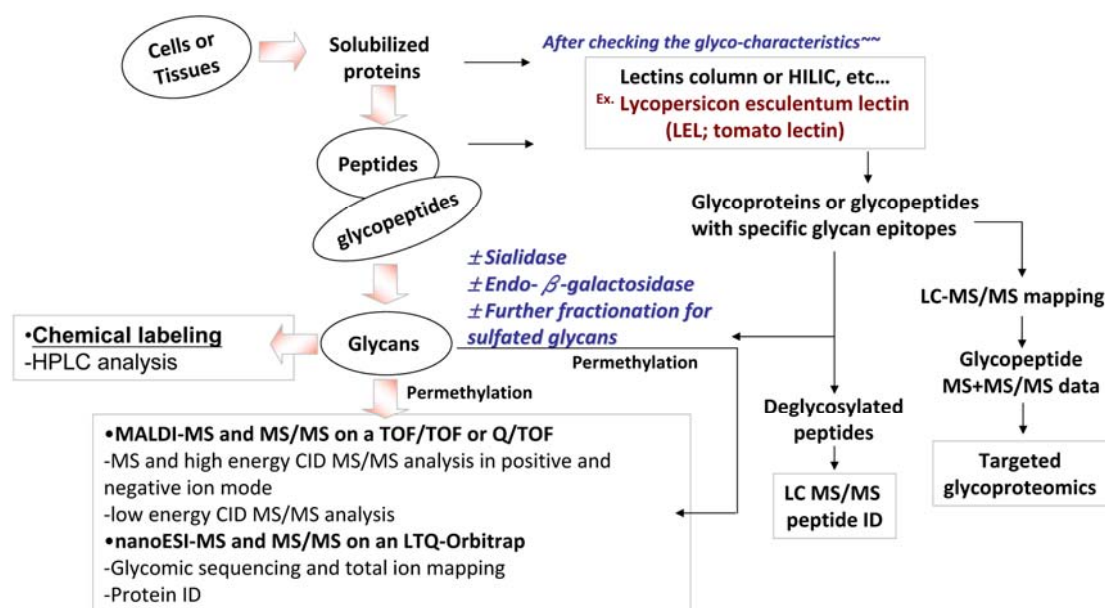 Cells or
Tissues
Solubilized
proteins
After checking the glyco-characteristics~~
Lectins column or HILIC, etc…
Ex. Lycopersicon esculentum lectin
(LEL; tomato lectin)
Peptides
glycopeptides
Glycoproteins or glycopeptides
with specific glycan epitopes
±Sialidase
±Endo- β-galactosidase
±Further fractionation for
sulfated glycans
LC-MS/MS mapping
•Chemical labeling
-HPLC analysis
Glycans
Permethylation
Glycopeptide
MS+MS/MS data
Permethylation
Deglycosylated
peptides
•MALDI-MS and MS/MS on a TOF/TOF or Q/TOF
-MS and high energy CID MS/MS analysis in positive and
negative ion mode
-low energy CID MS/MS analysis
•nanoESI-MS and MS/MS on an LTQ-Orbitrap
-Glycomic sequencing and total ion mapping
-Protein ID
LC MS/MS
peptide ID
Targeted
glycoproteomics